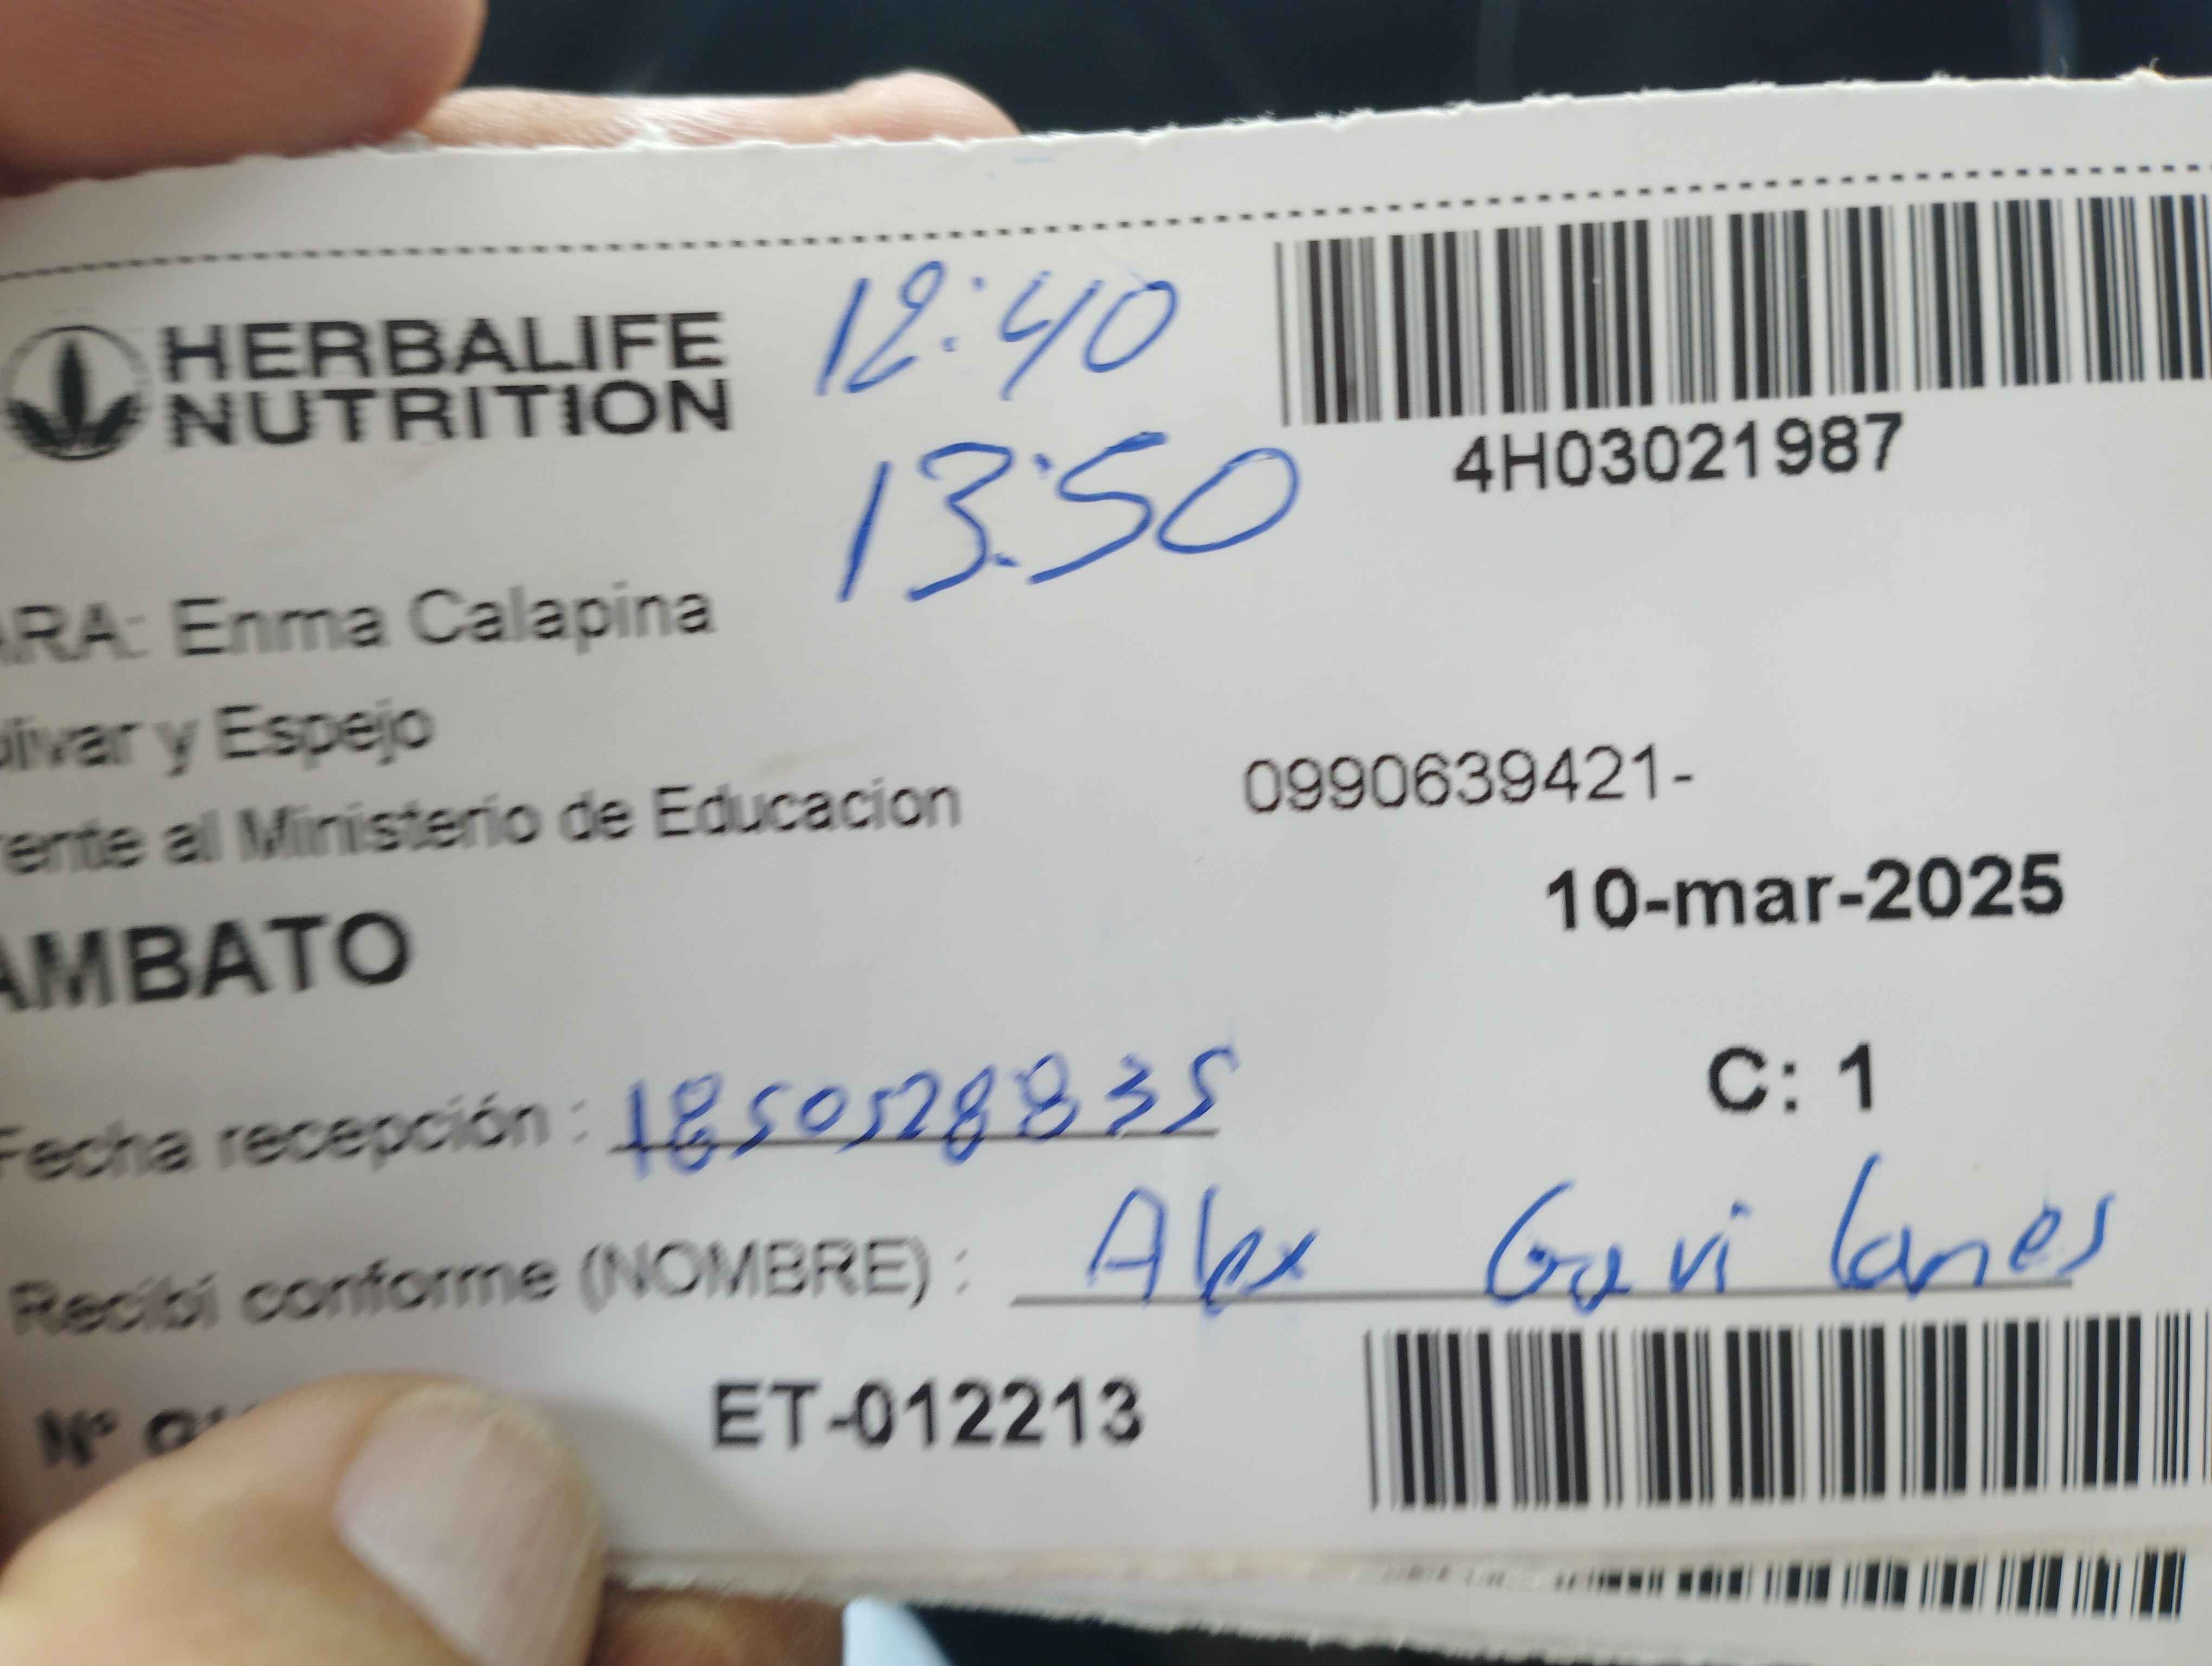 HERBALIFE
NUTRITION
12:40
13:50
4H03021987
ARA: Enma Calapina
olivar y Espejo
rente al Ministerio de Educacion
0990639421-
10-mar-2025
AMBATO
C: 1
Fecha recepción : 1850528835
Recibí conforme (NOMBRE) : Alex Gavilanes
N°
ET-012213